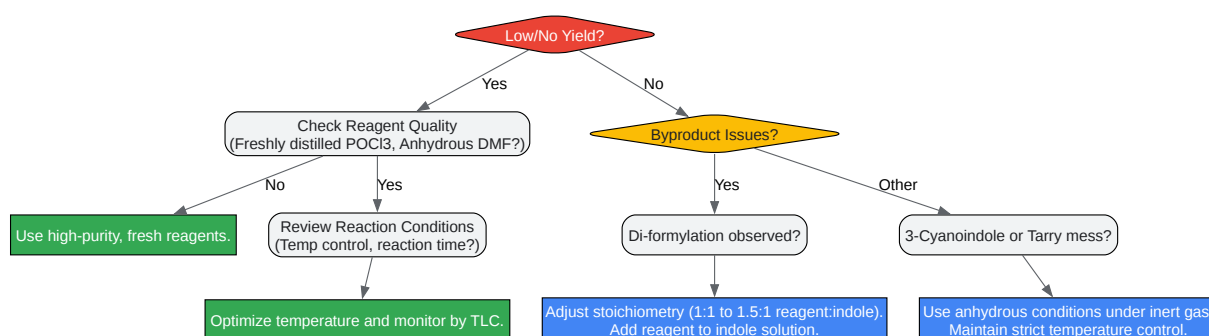 Low/No Yield?
Yes
No
Check Reagent Quality
(Freshly distilled POCl3, Anhydrous DMF?)
Byproduct Issues?
No
Yes
Yes
Other
Use high-purity, fresh reagents.
Review Reaction Conditions
(Temp control, reaction time?)
Di-formylation observed?
3-Cyanoindole or Tarry mess?
Optimize temperature and monitor by TLC.
Adjust stoichiometry (1:1 to 1.5:1 reagent:indole).
Add reagent to indole solution.
Use anhydrous conditions under inert gas
Maintain strict temperature control.